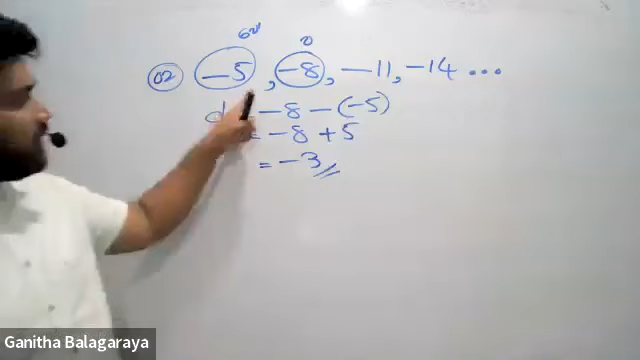 02 -5, -8, -11, -14 ...
d = -8 - (-5)
= -8 + 5
= -3
Ganitha Balagaraya